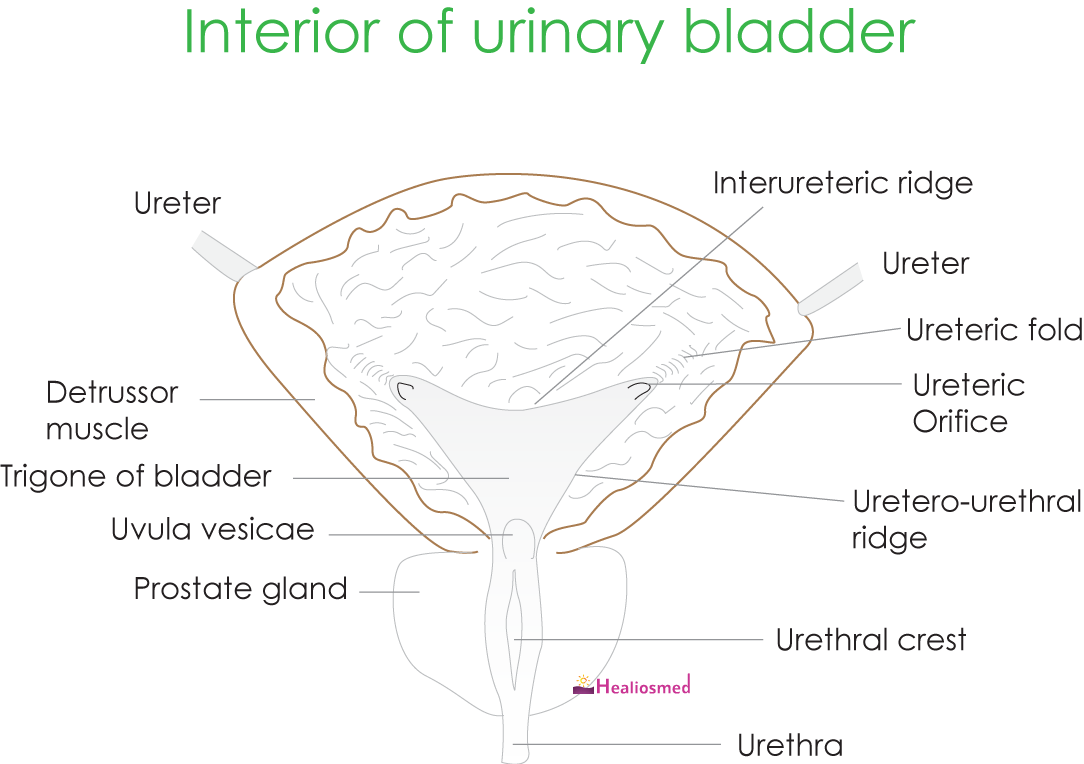 Interior of urinary bladder
Interureteric ridge
Ureter
Ureter
Ureteric fold
Detrussor
muscle
Ureteric
Orifice
Trigone of bladder
Uretero-urethral
ridge
Uvula vesicae
Prostate gland
Urethral crest
Healiosmed
Urethra